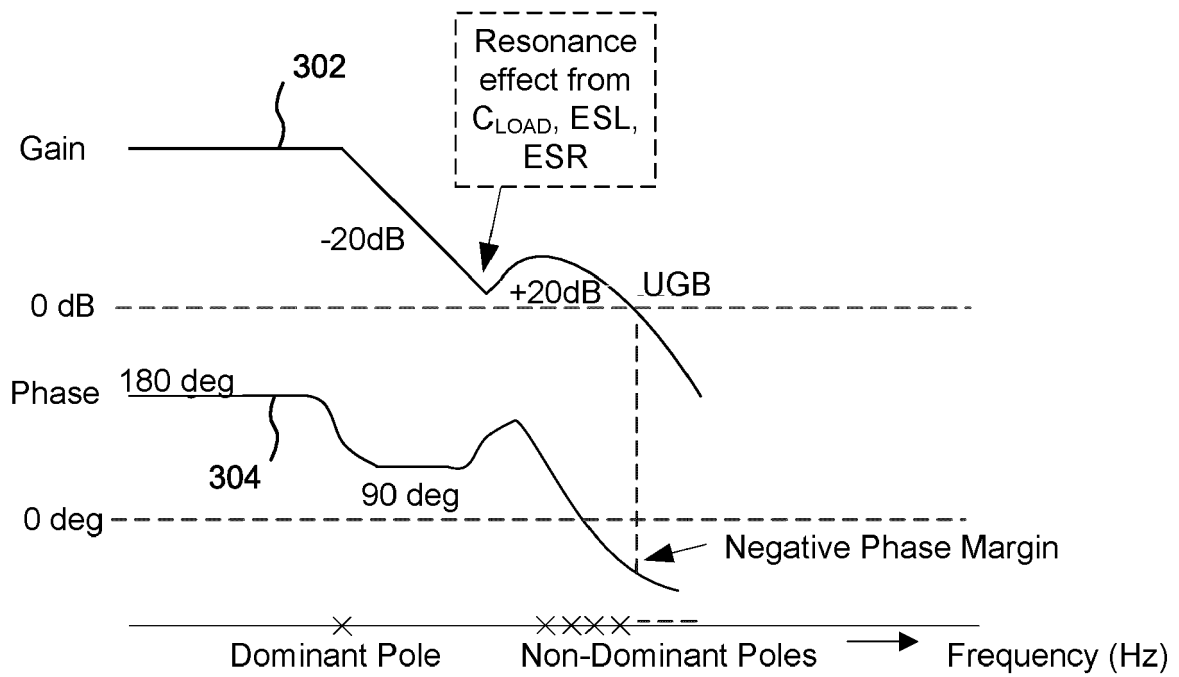 Resonance
effect from
C_LOAD, ESL,
ESR
302
Gain
-20dB
+20dB
UGB
0 dB
Phase
180 deg
304
90 deg
0 deg
Negative Phase Margin
Dominant Pole
Non-Dominant Poles
Frequency (Hz)